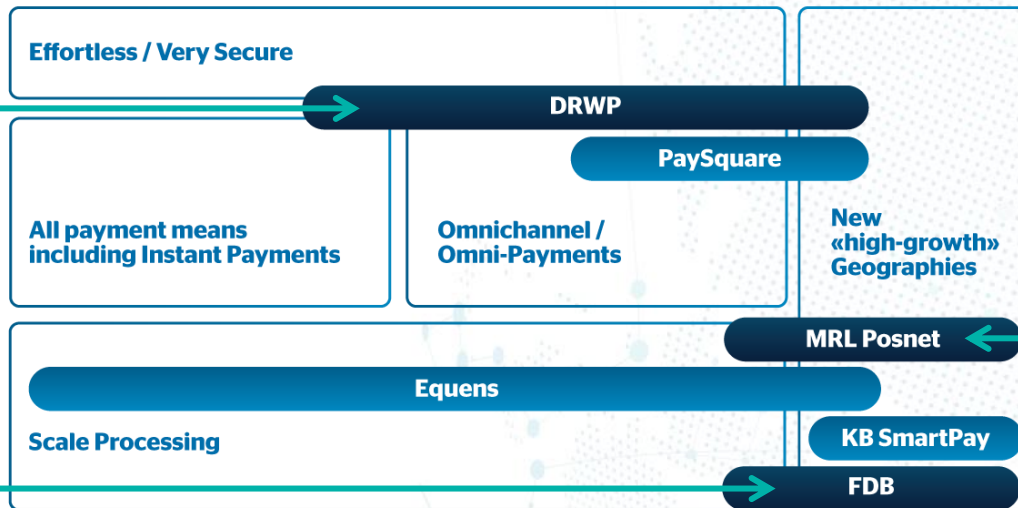 Effortless / Very Secure
DRWP
PaySquare
All payment means
including Instant Payments
Omnichannel /
Omni-Payments
New
«high-growth»
Geographies
MRL Posnet
Equens
KB SmartPay
Scale Processing
FDB